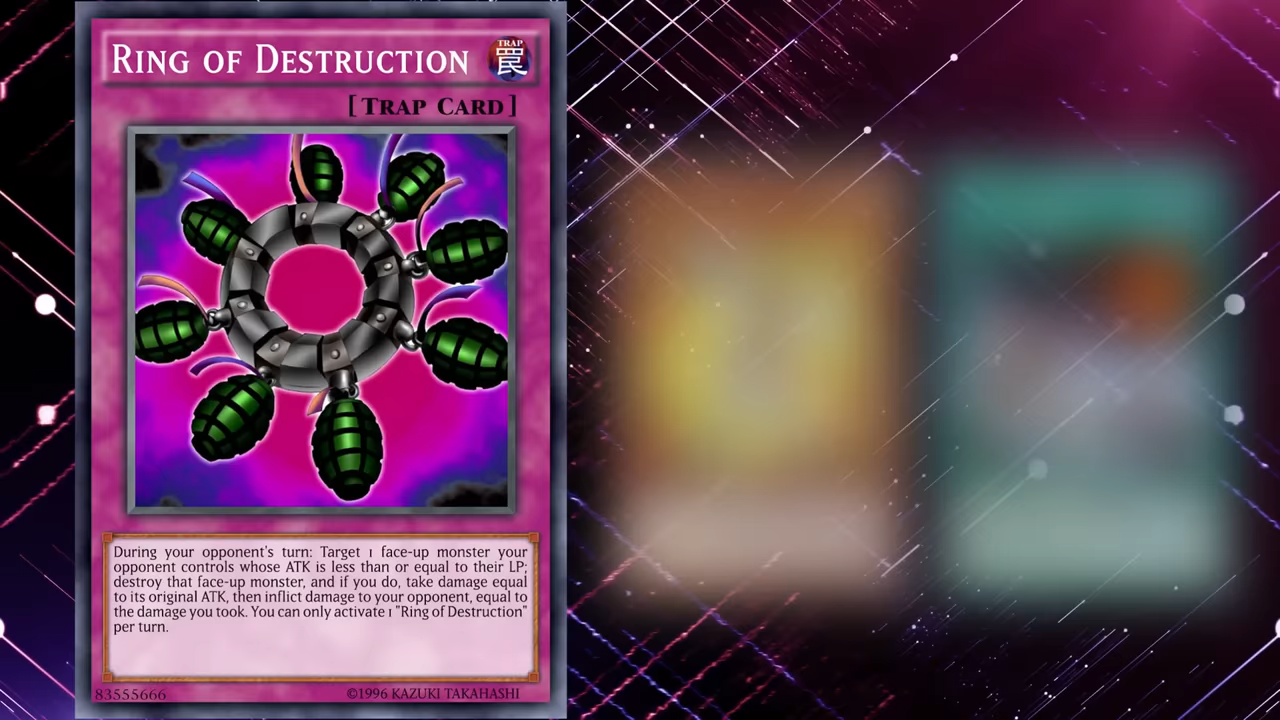 Ring of Destruction
TRAP
罠
[Trap Card]
During your opponent's turn: Target 1 face-up monster your
opponent controls whose ATK is less than or equal to their LP;
destroy that face-up monster, and if you do, take damage equal
to its original ATK, then inflict damage to your opponent, equal to
the damage you took. You can only activate 1 "Ring of Destruction"
per turn.
83555666
©1996 KAZUKI TAKAHASHI